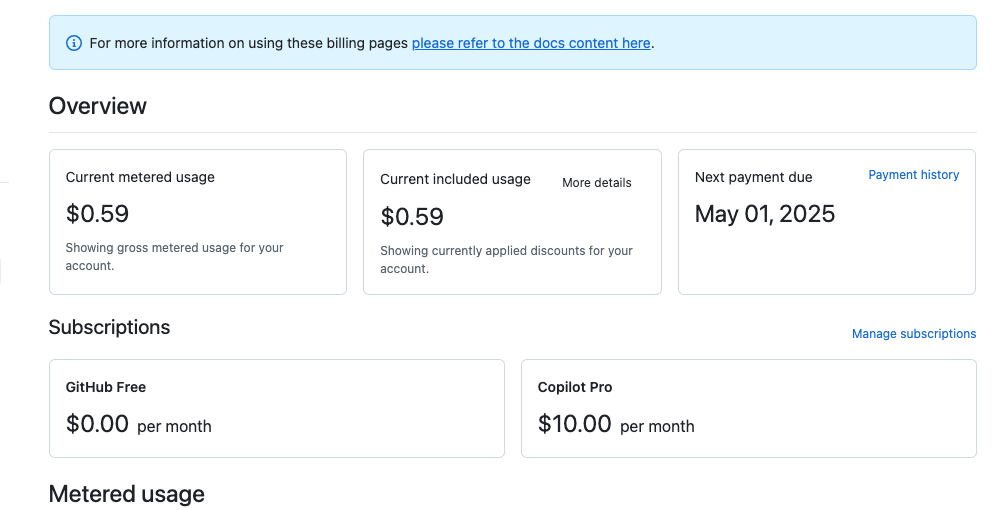 For more information on using these billing pages please refer to the docs content here.
Overview
Current metered usage
$0.59
Showing gross metered usage for your
account.
Current included usage More details
$0.59
Showing currently applied discounts for your
account.
Next payment due Payment history
May 01, 2025
Subscriptions Manage subscriptions
GitHub Free
$0.00 per month
Copilot Pro
$10.00 per month
Metered usage